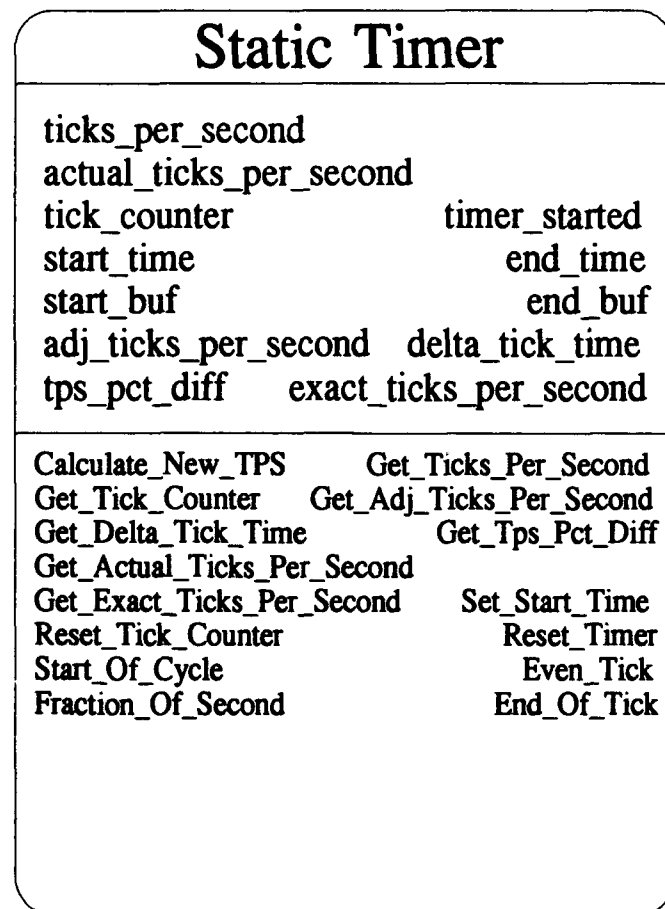 Static Timer
ticks_per_second
actual_ticks_per_second
tick_counter timer_started
start_time end_time
start_buf end_buf
adj_ticks_per_second delta_tick_time
tps_pct_diff exact_ticks_per_second
Calculate_New_TPS Get_Ticks_Per_Second
Get_Tick_Counter Get_Adj_Ticks_Per_Second
Get_Delta_Tick_Time Get_Tps_Pct_Diff
Get_Actual_Ticks_Per_Second
Get_Exact_Ticks_Per_Second Set_Start_Time
Reset_Tick_Counter Reset_Timer
Start_Of_Cycle Even_Tick
Fraction_Of_Second End_Of_Tick